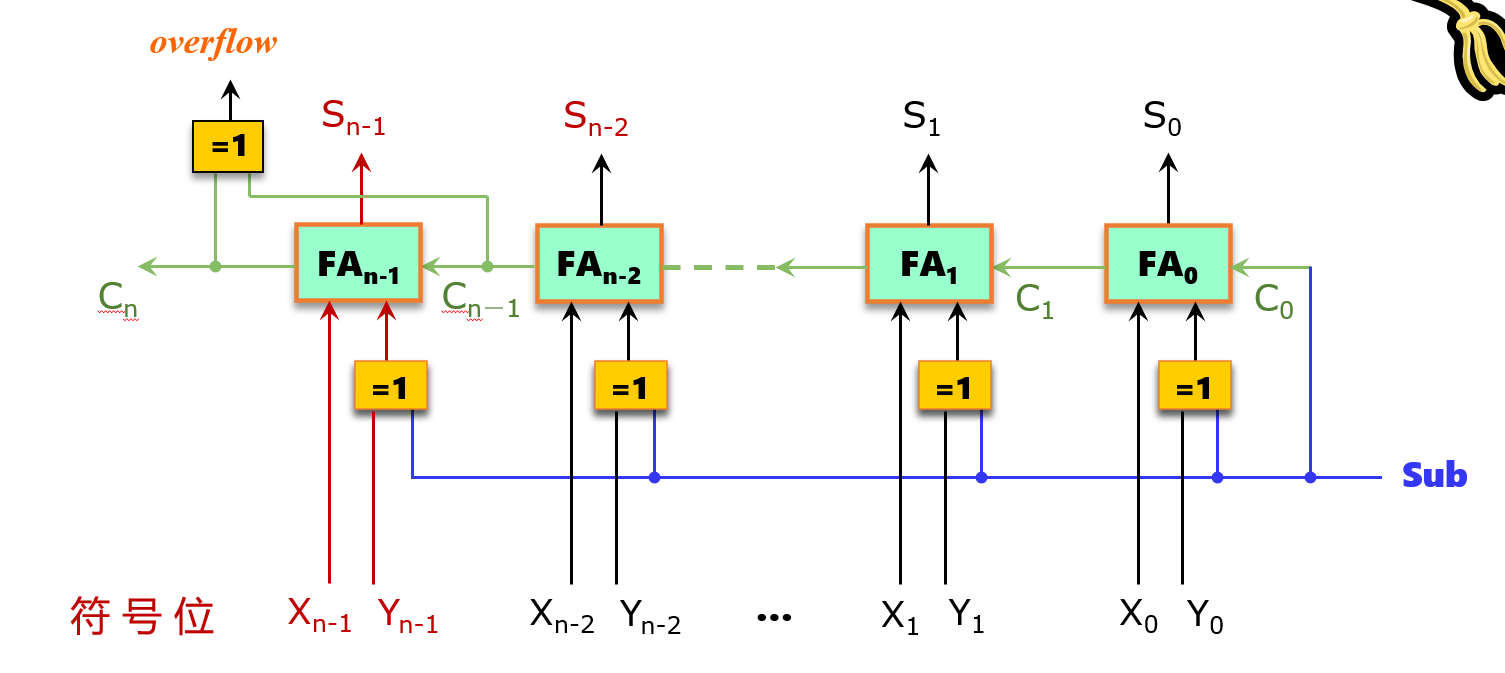 overflow
=1
Sₙ₋₁ Sₙ₋₂ S₁ S₀
FAₙ₋₁ FAₙ₋₂ FA₁ FA₀
Cₙ Cₙ₋₁ C₁ C₀
=1 =1 =1 =1
Sub
符号位 Xₙ₋₁ Yₙ₋₁ Xₙ₋₂ Yₙ₋₂ ... X₁ Y₁ X₀ Y₀